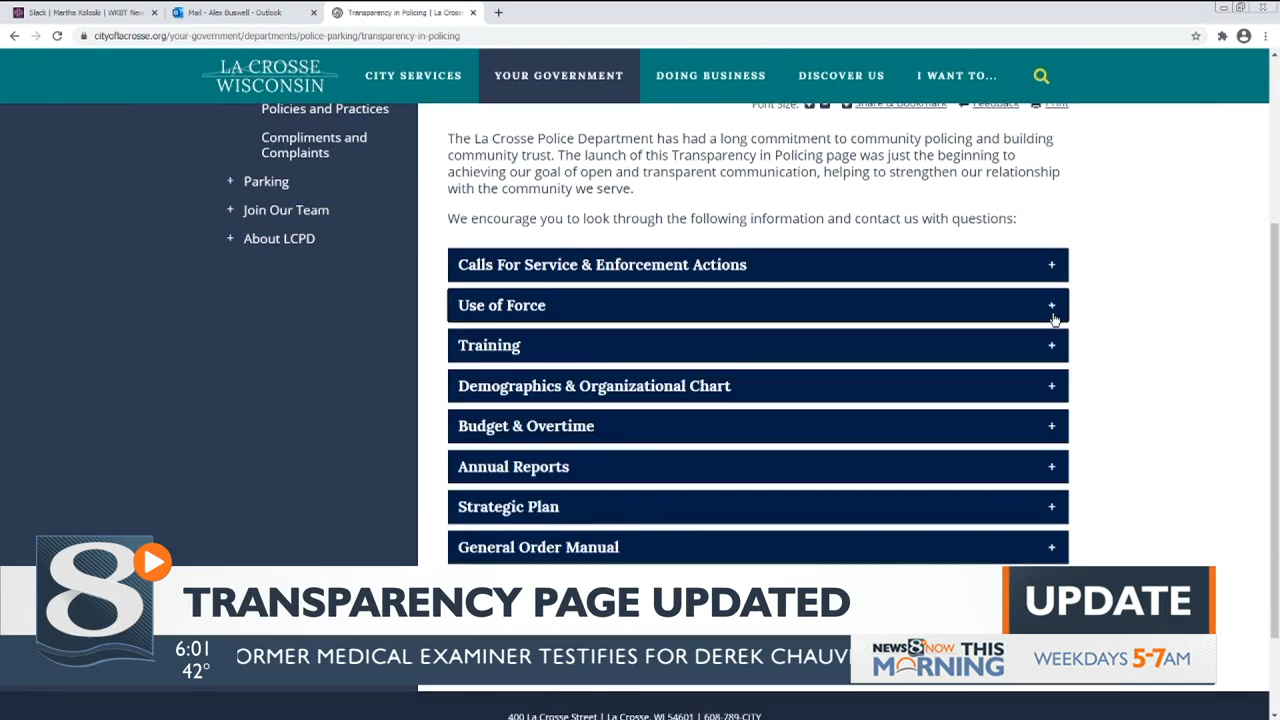 Slack | Martha Koloski | WKBT Nev
Mail - Alex Buswell - Outlook
Transparency in Policing | La Cross
cityoflacrosse.org/your-government/departments/police-parking/transparency-in-policing
LA CROSSE
WISCONSIN
CITY SERVICES
YOUR GOVERNMENT
DOING BUSINESS
DISCOVER US
I WANT TO...
Policies and Practices
Compliments and
Complaints
+ Parking
+ Join Our Team
+ About LCPD
Font Size: Share & Bookmark Feedback Print
The La Crosse Police Department has had a long commitment to community policing and building
community trust. The launch of this Transparency in Policing page was just the beginning to
achieving our goal of open and transparent communication, helping to strengthen our relationship
with the community we serve.
We encourage you to look through the following information and contact us with questions:
Calls For Service & Enforcement Actions +
Use of Force +
Training +
Demographics & Organizational Chart +
Budget & Overtime +
Annual Reports +
Strategic Plan +
General Order Manual +
8
TRANSPARENCY PAGE UPDATED
UPDATE
6:01
42°
ORMER MEDICAL EXAMINER TESTIFIES FOR DEREK CHAUV
NEWS 8 NOW THIS
MORNING
WEEKDAYS 5-7AM
400 La Crosse Street | La Crosse, WI 54601 | 608-789-CITY